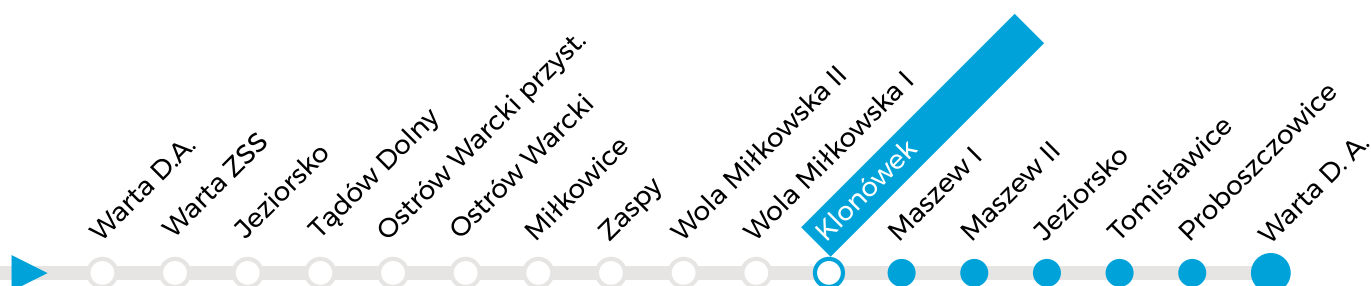 Warta D.A.
Warta ZSS
Jeziorsko
Tądów Dolny
Ostrów Warcki przyst.
Ostrów Warcki
Miłkowice
Zaspy
Wola Miłkowska II
Wola Miłkowska I
Klonówek
Maszew I
Maszew II
Jeziorsko
Tomisławice
Proboszczowice
Warta D. A.